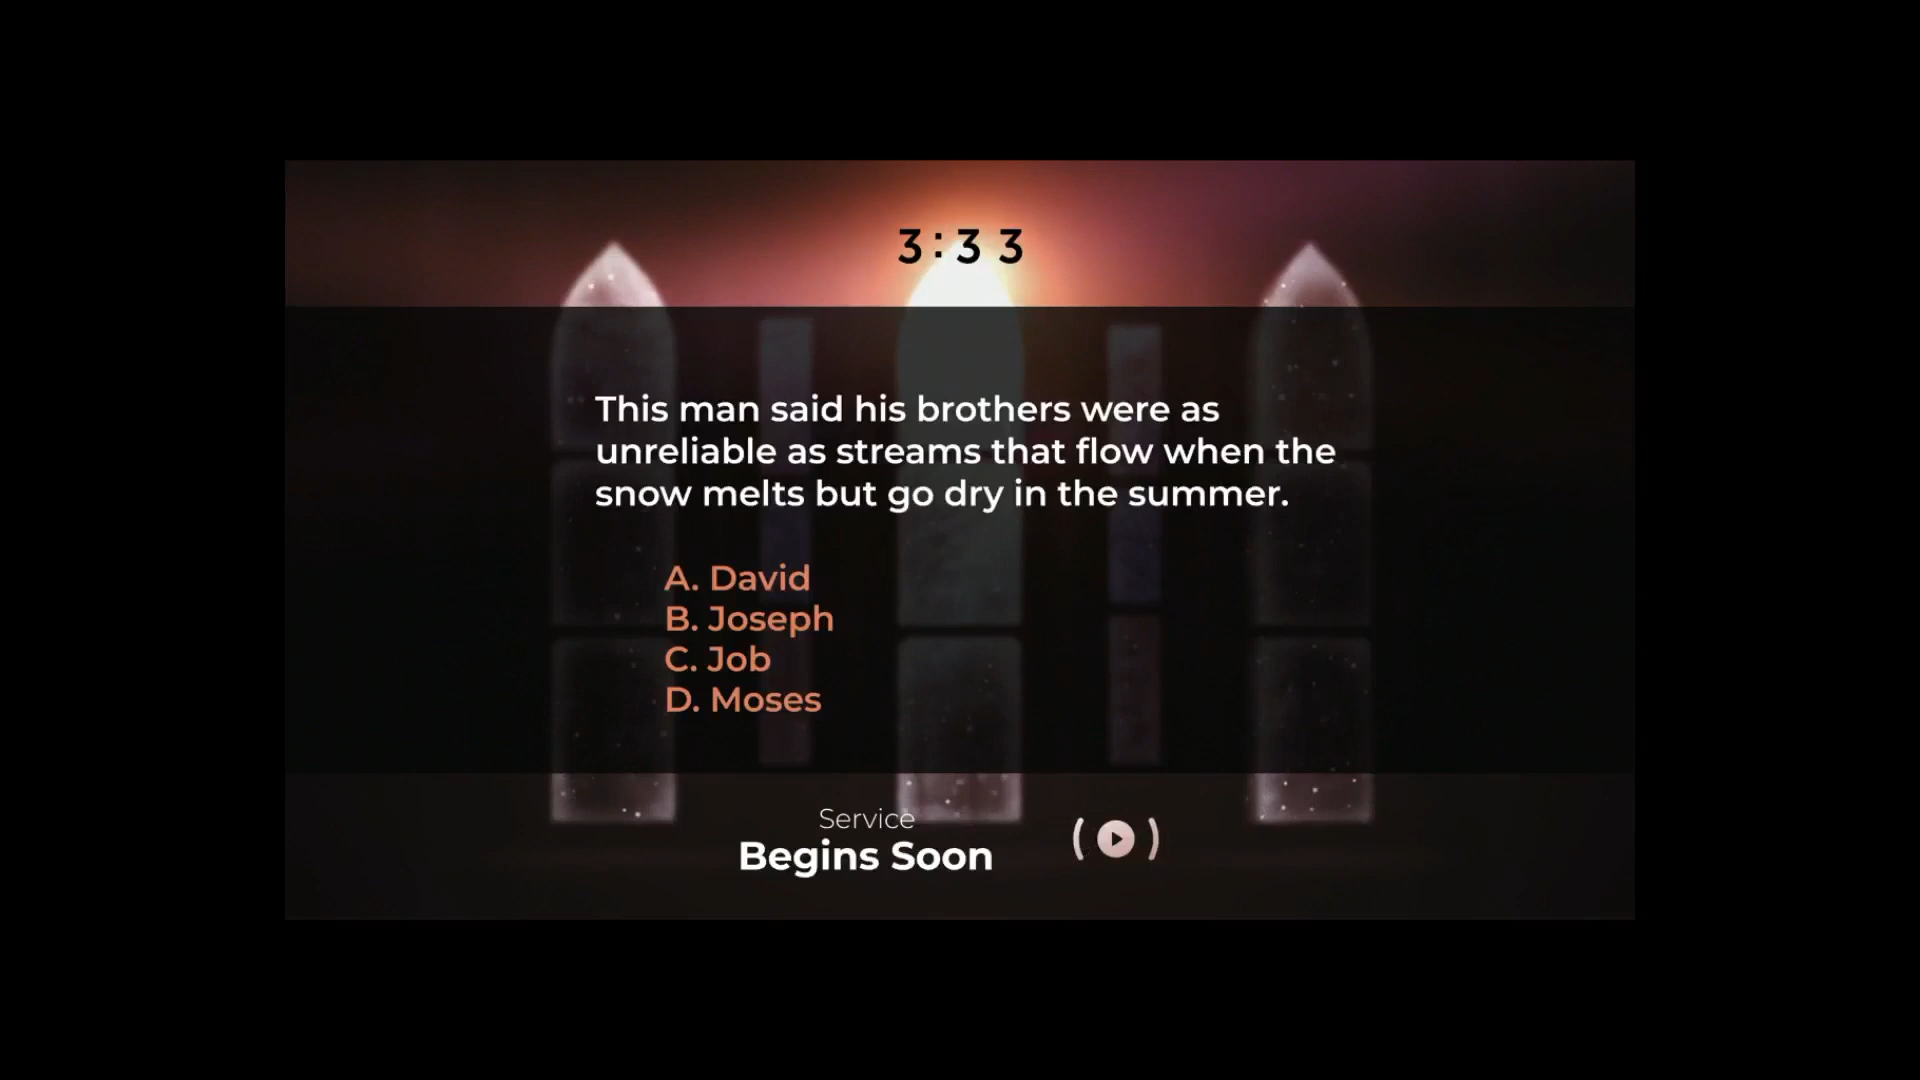 3:33
This man said his brothers were as
unreliable as streams that flow when the
snow melts but go dry in the summer.
A. David
B. Joseph
C. Job
D. Moses
Service
Begins Soon